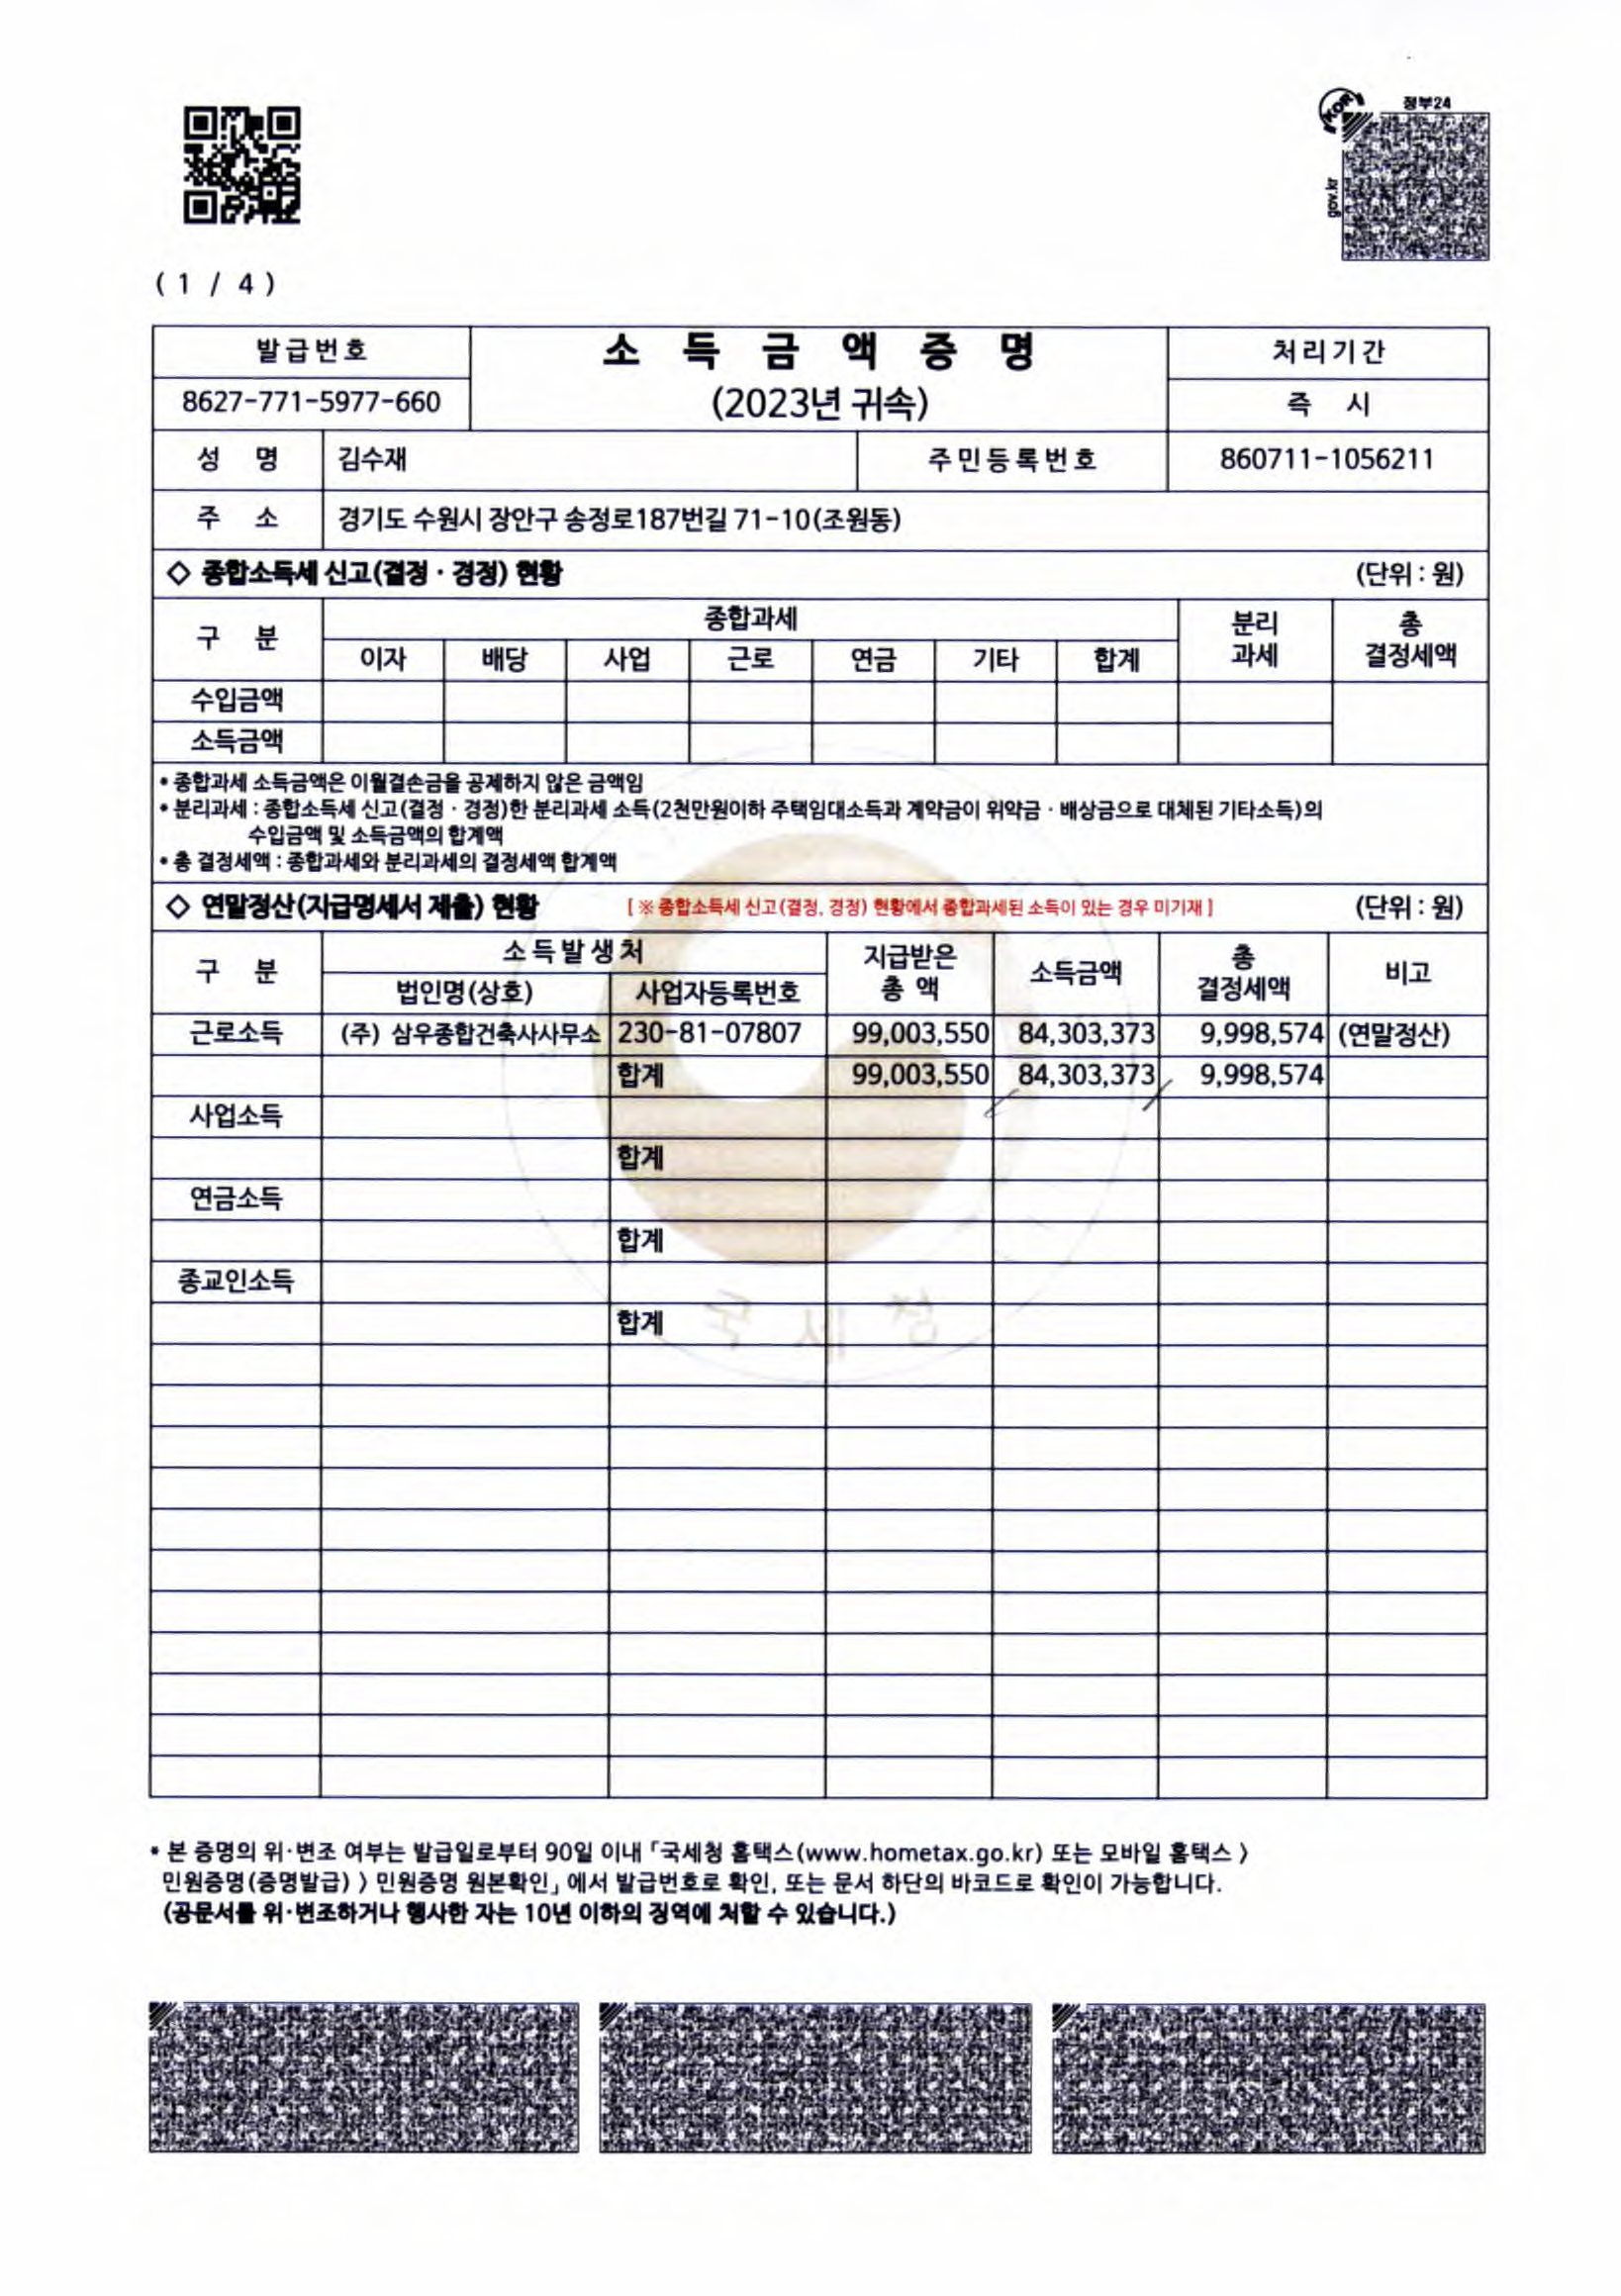 정부24
KOR
gov.kr
( 1 / 4 )
발급번호
소 득 금 액 증 명
처리기간
8627-771-5977-660
(2023년 귀속)
즉 시
성 명 김수재 주민등록번호 860711-1056211
주 소 경기도 수원시 장안구 송정로187번길 71-10(조원동)
◇ 종합소득세 신고(결정 · 경정) 현황 (단위 : 원)
구 분 종합과세 분리과세 총결정세액
이자 배당 사업 근로 연금 기타 합계
수입금액
소득금액
• 종합과세 소득금액은 이월결손금을 공제하지 않은 금액임
• 분리과세 : 종합소득세 신고(결정 · 경정)한 분리과세 소득(2천만원이하 주택임대소득과 계약금이 위약금 · 배상금으로 대체된 기타소득)의
수입금액 및 소득금액의 합계액
• 총 결정세액 : 종합과세와 분리과세의 결정세액 합계액
◇ 연말정산(지급명세서 제출) 현황 [ ※ 종합소득세 신고(결정, 경정) 현황에서 종합과세된 소득이 있는 경우 미기재 ] (단위 : 원)
구 분 소득발생처 지급받은 총 액 소득금액 총 결정세액 비고
법인명(상호) 사업자등록번호
근로소득 (주) 삼우종합건축사사무소 230-81-07807 99,003,550 84,303,373 9,998,574 (연말정산)
합계 99,003,550 84,303,373 9,998,574
사업소득
합계
연금소득
합계
종교인소득
합계
국 세 청
* 본 증명의 위·변조 여부는 발급일로부터 90일 이내 「국세청 홈택스(www.hometax.go.kr) 또는 모바일 홈택스 〉
민원증명(증명발급) 〉 민원증명 원본확인」에서 발급번호로 확인, 또는 문서 하단의 바코드로 확인이 가능합니다.
(공문서를 위·변조하거나 행사한 자는 10년 이하의 징역에 처할 수 있습니다.)